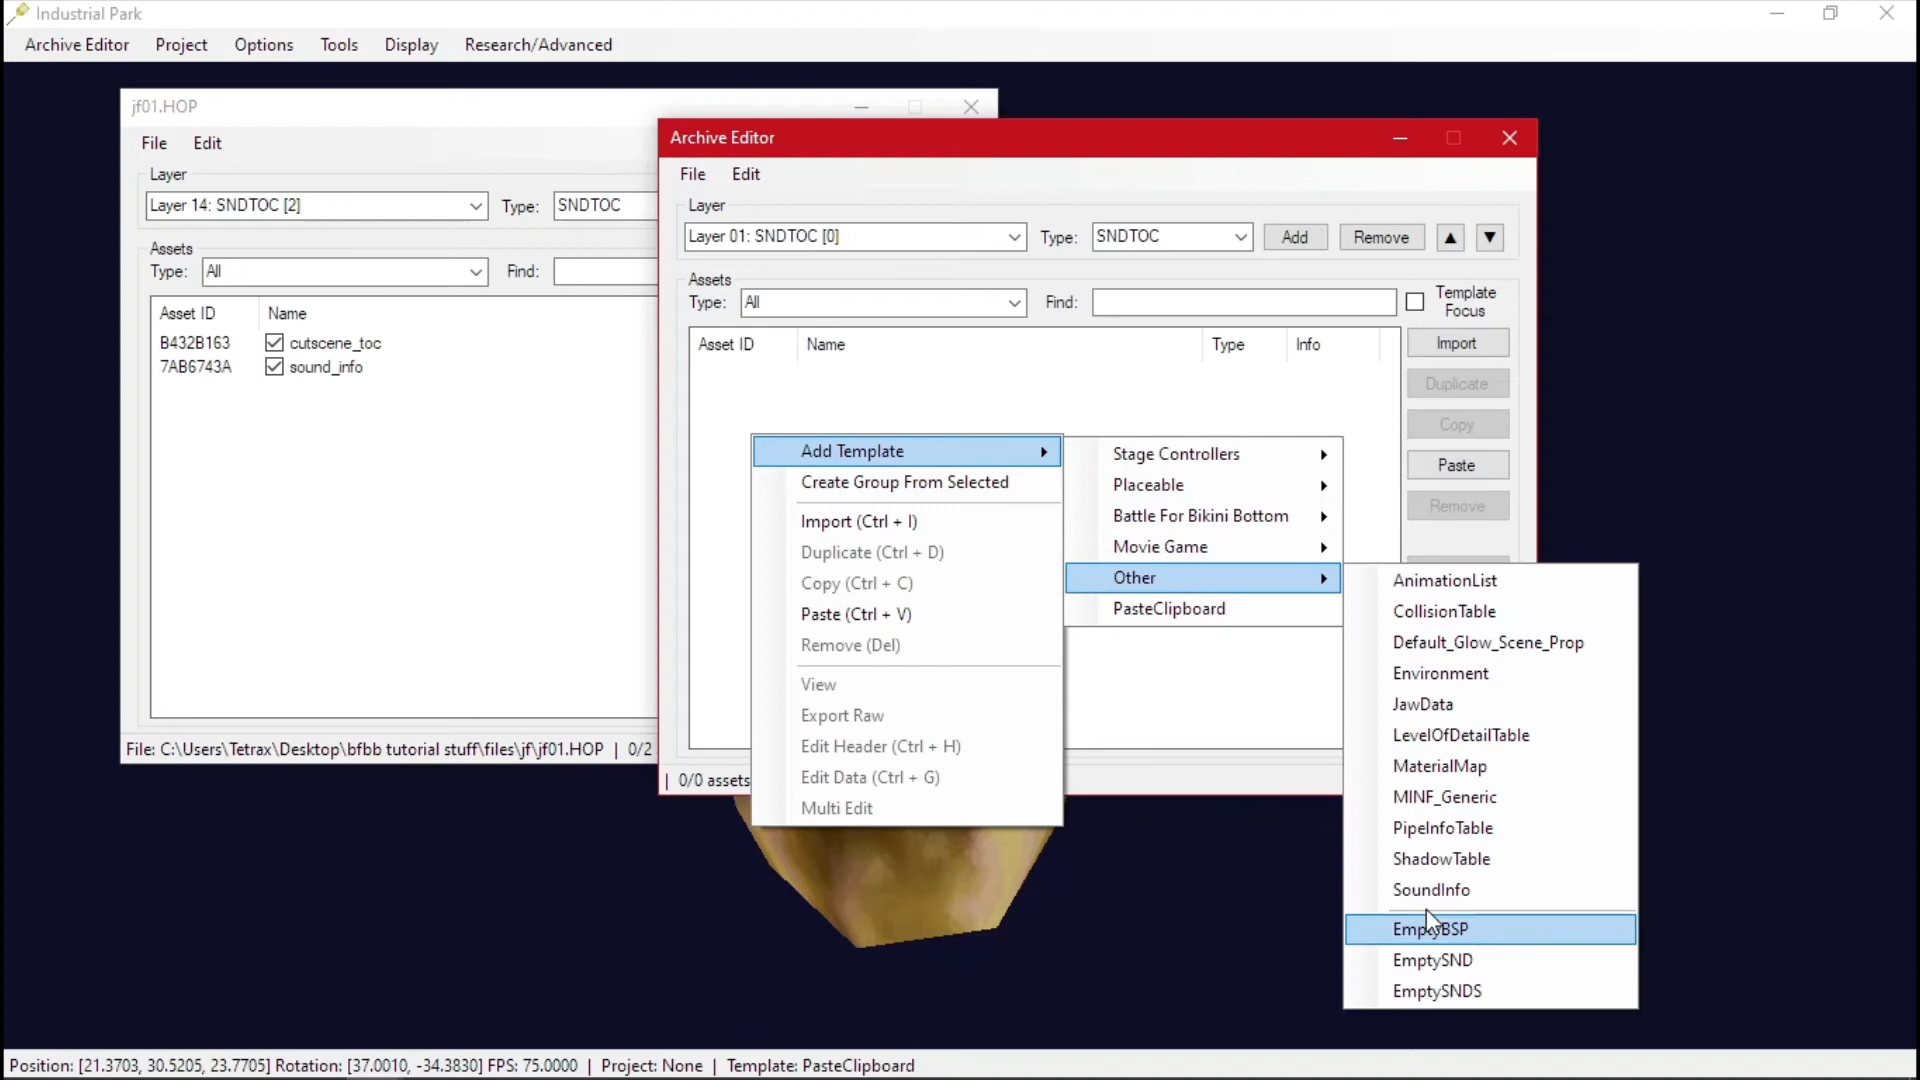 Industrial Park
Archive Editor Project Options Tools Display Research/Advanced
jf01.HOP
File Edit
Layer
Layer 14: SNDTOC [2] Type: SNDTOC
Assets
Type: All Find:
Asset ID Name
B432B163 cutscene_toc
7AB6743A sound_info
File: C:\Users\Tetrax\Desktop\bfbb tutorial stuff\files\jf\jf01.HOP | 0/2
Archive Editor
File Edit
Layer
Layer 01: SNDTOC [0] Type: SNDTOC Add Remove ▲ ▼
Assets
Type: All Find: Template Focus
Asset ID Name Type Info
Import
Duplicate
Copy
Paste
Remove
| 0/0 assets
Add Template
Create Group From Selected
Import (Ctrl + I)
Duplicate (Ctrl + D)
Copy (Ctrl + C)
Paste (Ctrl + V)
Remove (Del)
View
Export Raw
Edit Header (Ctrl + H)
Edit Data (Ctrl + G)
Multi Edit
Stage Controllers
Placeable
Battle For Bikini Bottom
Movie Game
Other
PasteClipboard
AnimationList
CollisionTable
Default_Glow_Scene_Prop
Environment
JawData
LevelOfDetailTable
MaterialMap
MINF_Generic
PipeInfoTable
ShadowTable
SoundInfo
EmptyBSP
EmptySND
EmptySNDS
Position: [21.3703, 30.5205, 23.7705] Rotation: [37.0010, -34.3830] FPS: 75.0000 | Project: None | Template: PasteClipboard